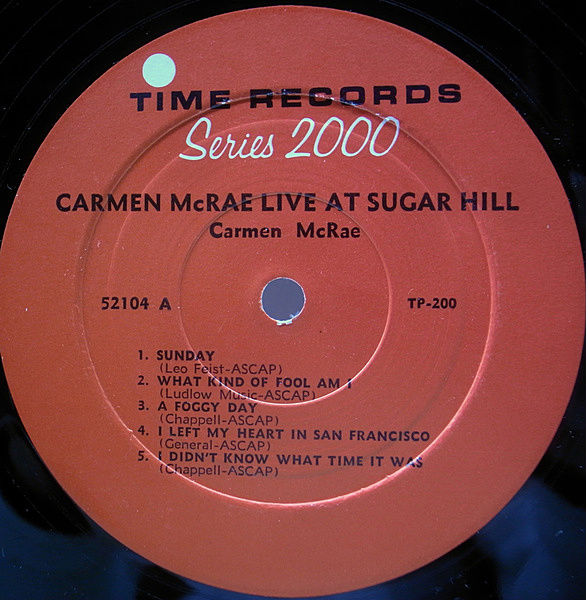 TIME RECORDS
Series 2000
CARMEN McRAE LIVE AT SUGAR HILL
Carmen McRae
52104 A TP-200
1. SUNDAY
(Leo Feist-ASCAP)
2. WHAT KIND OF FOOL AM I
(Ludlow Music-ASCAP)
3. A FOGGY DAY
(Chappell-ASCAP)
4. I LEFT MY HEART IN SAN FRANCISCO
(General-ASCAP)
5. I DIDN'T KNOW WHAT TIME IT WAS
(Chappell-ASCAP)